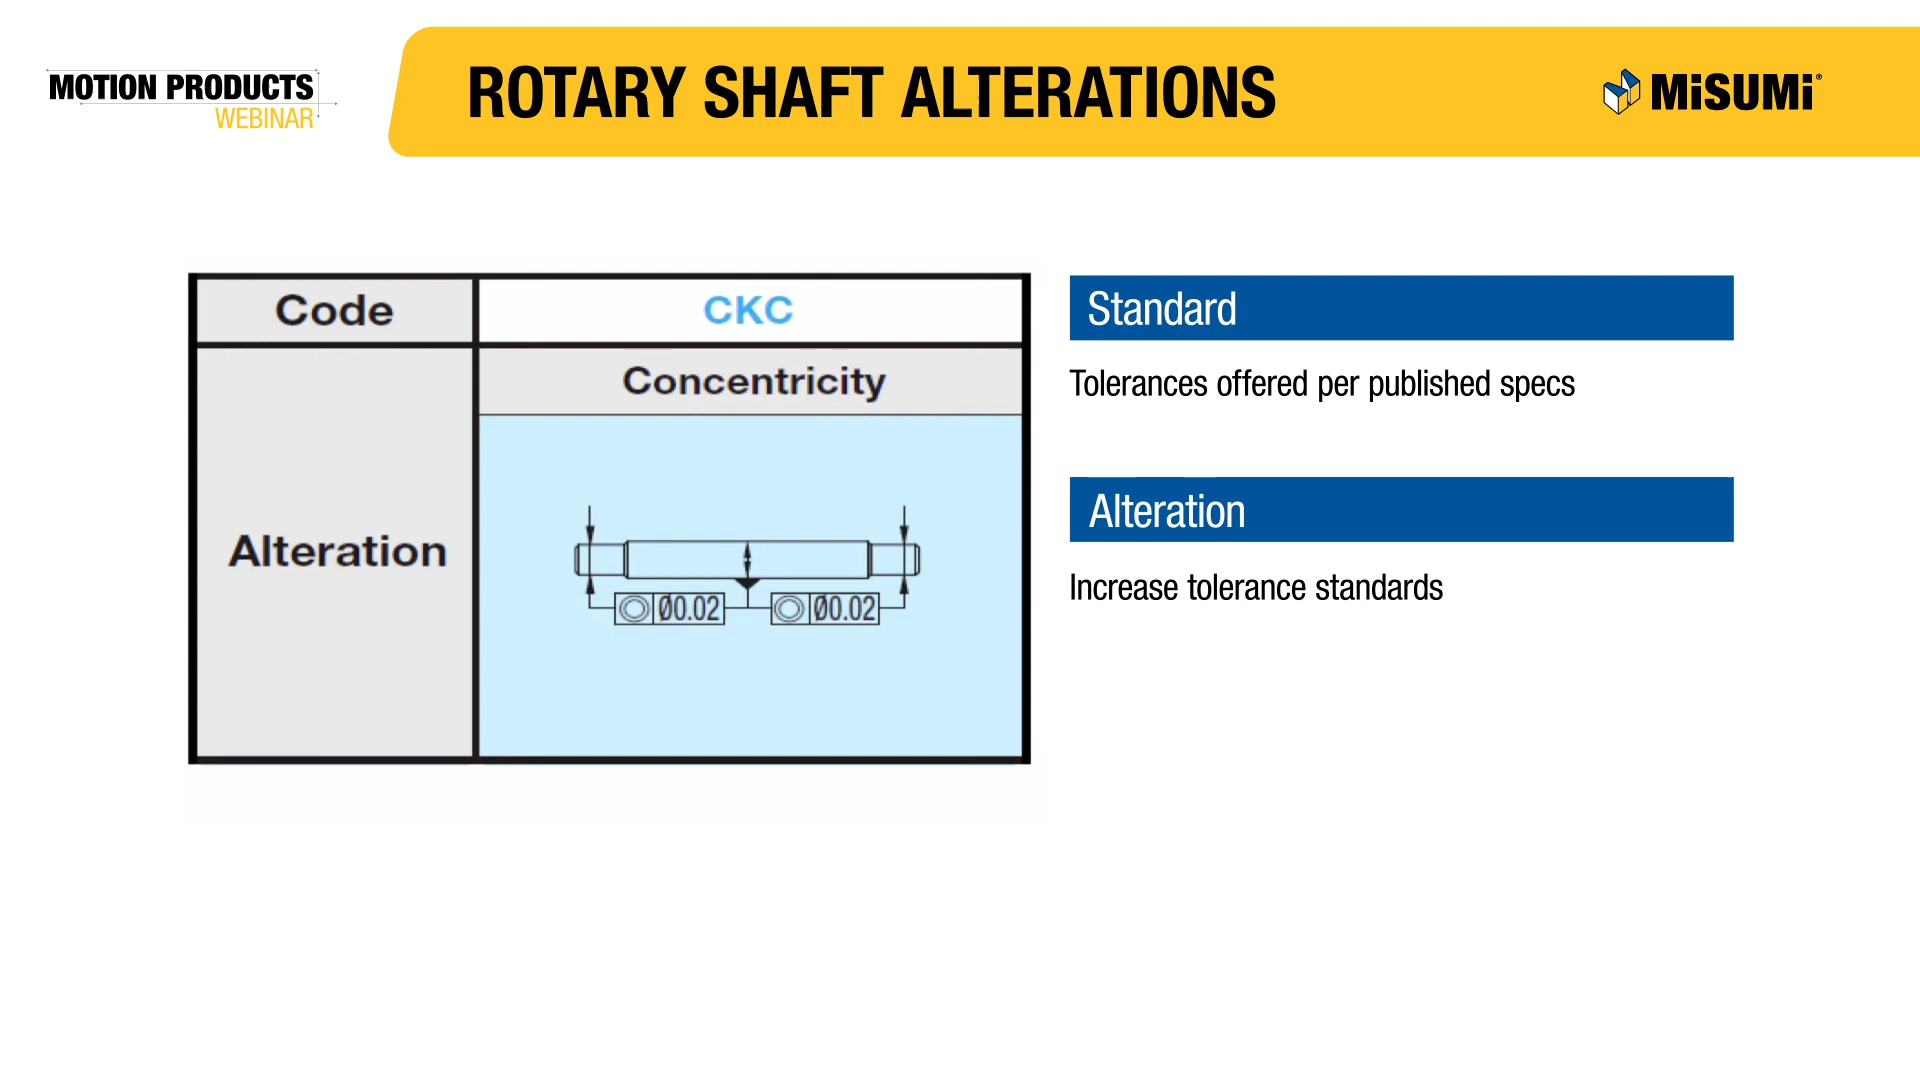 MOTION PRODUCTS
WEBINAR
ROTARY SHAFT ALTERATIONS
MiSUMi®
Code
CKC
Alteration
Concentricity
Ø0.02
Ø0.02
Standard
Tolerances offered per published specs
Alteration
Increase tolerance standards